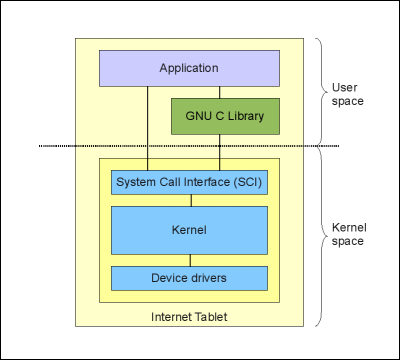 Application
User
space
GNU C Library
System Call Interface (SCI)
Kernel
Kernel
space
Device drivers
Internet Tablet